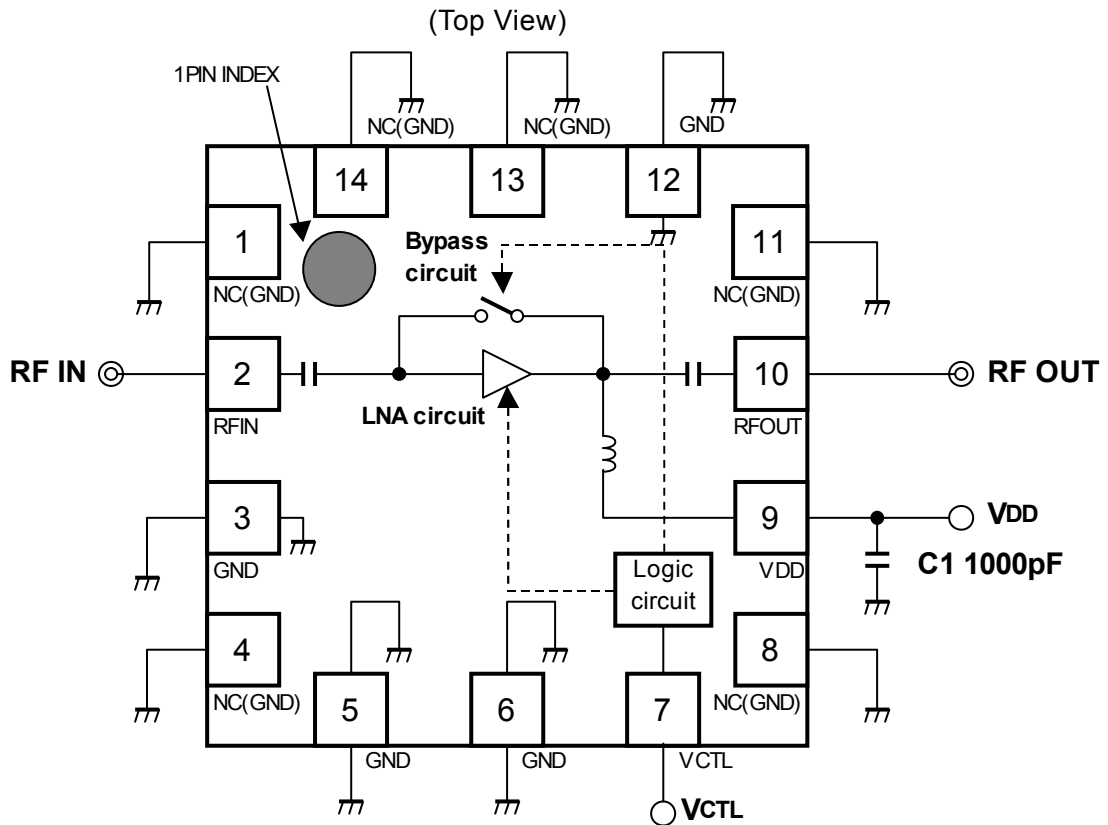 (Top View)
1PIN INDEX
NC(GND)
NC(GND)
GND
14
13
12
1
11
Bypass
circuit
NC(GND)
NC(GND)
RF IN
2
10
RF OUT
LNA circuit
RFIN
RFOUT
3
9
VDD
GND
VDD
C1 1000pF
Logic
circuit
4
8
NC(GND)
NC(GND)
5
6
7
GND
GND
VCTL
VCTL